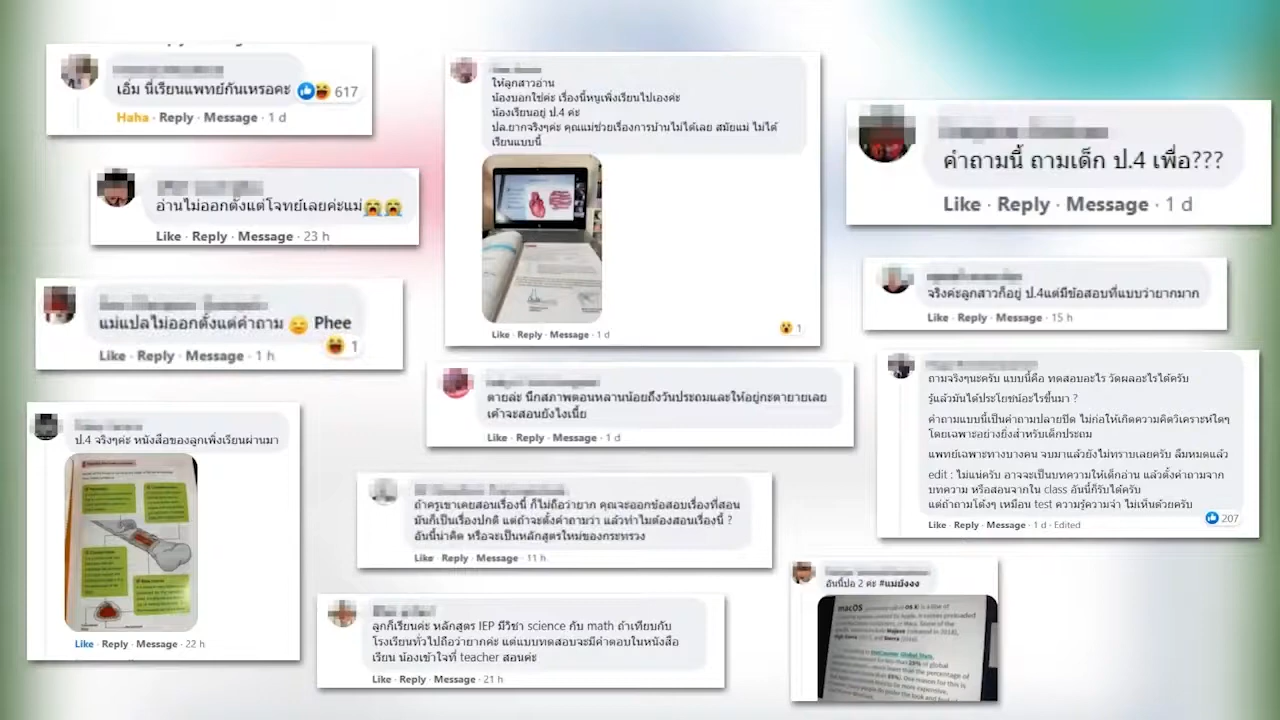 เอิ่ม นี่เรียนแพทย์กันเหรอคะ
617
Haha · Reply · Message · 1 d
อ่านไม่ออกตั้งแต่โจทย์เลยค่ะแม่😭😭
Like · Reply · Message · 23 h
แม่แปลไม่ออกตั้งแต่คำถาม 😊 Phee
1
Like · Reply · Message · 1 h
ป.4 จริงๆค่ะ หนังสือของลูกเพิ่งเรียนผ่านมา
Like · Reply · Message · 22 h
ให้ลูกสาวอ่าน
น้องบอกใช่ค่ะ เรื่องนี้หนูเพิ่งเรียนไปเองค่ะ
น้องเรียนอยู่ ป.4 ค่ะ
ปล.ยากจริงๆค่ะ คุณแม่ช่วยเรื่องการบ้านไม่ได้เลย สมัยแม่ ไม่ได้
เรียนแบบนี้
Like · Reply · Message · 1 d
1
ตายล่ะ นึกสภาพตอนหลานน้อยถึงวันประถมและให้อยู่กะตายายเลย
เค้าจะสอนยังไงเนี้ย
Like · Reply · Message · 1 d
ถ้าครูเขาเคยสอนเรื่องนี้ ก็ไม่ถือว่ายาก คุณจะออกข้อสอบเรื่องที่สอน
มันก็เป็นเรื่องปกติ แต่ถ้าจะตั้งคำถามว่า แล้วทำไมต้องสอนเรื่องนี้ ?
อันนี้น่าคิด หรือจะเป็นหลักสูตรใหม่ของกระทรวง
Like · Reply · Message · 11 h
ลูกก็เรียนค่ะ หลักสูตร IEP มีวิชา science กับ math ถ้าเทียบกับ
โรงเรียนทั่วไปถือว่ายากค่ะ แต่แบบทดสอบจะมีคำตอบในหนังสือ
เรียน น้องเข้าใจที่ teacher สอนค่ะ
Like · Reply · Message · 21 h
คำถามนี้ ถามเด็ก ป.4 เพื่อ???
Like · Reply · Message · 1 d
จริงค่ะลูกสาวก็อยู่ ป.4แต่มีข้อสอบที่แบบว่ายากมาก
Like · Reply · Message · 15 h
ถามจริงๆนะครับ แบบนี้คือ ทดสอบอะไร วัดผลอะไรได้ครับ
รู้แล้วมันได้ประโยชน์อะไรขึ้นมา ?
คำถามแบบนี้เป็นคำถามปลายปิด ไม่ก่อให้เกิดความคิดวิเคราะห์ใดๆ
โดยเฉพาะอย่างยิ่งสำหรับเด็กประถม
แพทย์เฉพาะทางบางคน จบมาแล้วยังไม่ทราบเลยครับ ลืมหมดแล้ว
edit : ไม่แน่ครับ อาจจะเป็นบทความให้เด็กอ่าน แล้วตั้งคำถามจาก
บทความ หรือสอนจากใน class อันนี้ก็รับได้ครับ
แต่ถ้าถามโด้งๆ เหมือน test ความรู้ความจำ ไม่เห็นด้วยครับ
Like · Reply · Message · 1 d · Edited
207
อันนี้ปอ 2 ค่ะ #แม่ยังงง
macOS